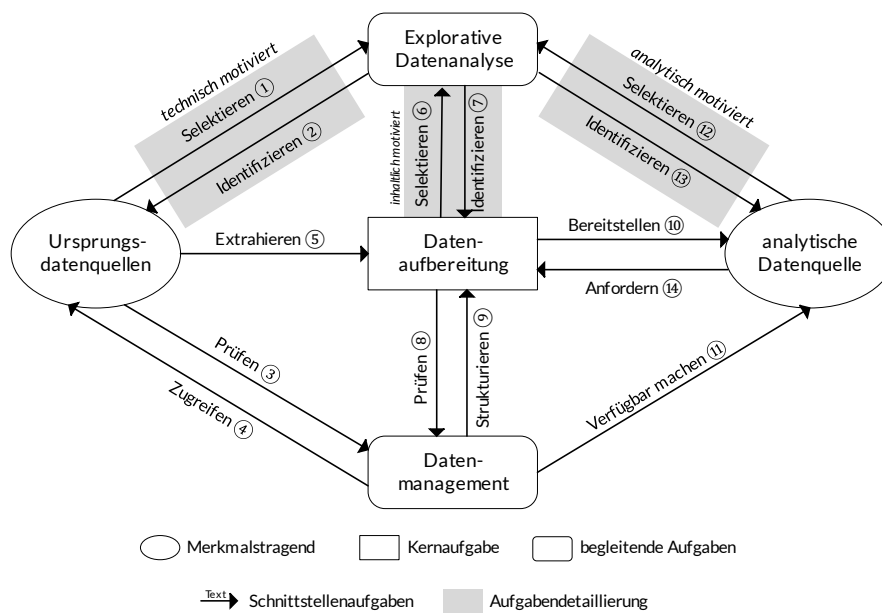 Explorative
Datenanalyse
technisch motiviert
Selektieren ①
Identifizieren ②
inhaltlich motiviert
Selektieren ⑥
Identifizieren ⑦
analytisch motiviert
Selektieren ⑫
Identifizieren ⑬
Ursprungs-
datenquellen
Extrahieren ⑤
Daten-
aufbereitung
Bereitstellen ⑩
Anfordern ⑭
analytische
Datenquelle
Prüfen ③
Zugreifen ④
Prüfen ⑧
Strukturieren ⑨
Verfügbar machen ⑪
Daten-
management
Merkmalstragend
Kernaufgabe
begleitende Aufgaben
Text
Schnittstellenaufgaben
Aufgabendetaillierung